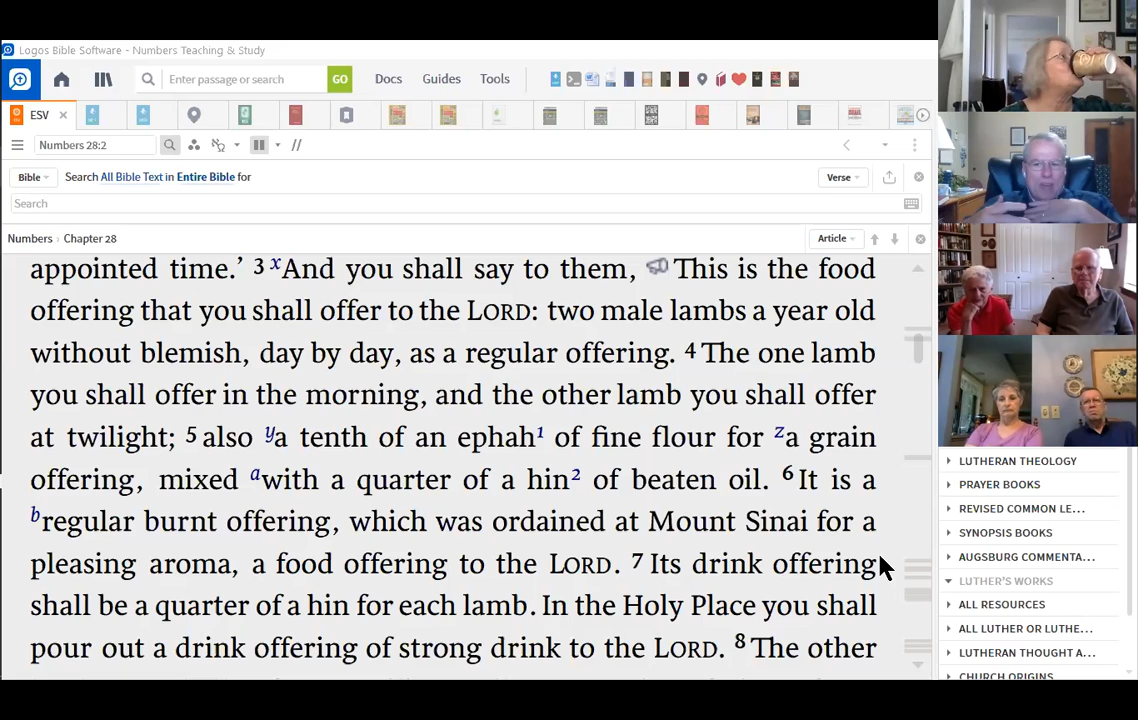 Logos Bible Software - Numbers Teaching & Study
Enter passage or search GO Docs Guides Tools
ESV
Numbers 28:2
Bible Search All Bible Text in Entire Bible for Verse
Search
Numbers › Chapter 28 Article
appointed time.’ 3 xAnd you shall say to them, This is the food
offering that you shall offer to the LORD: two male lambs a year old
without blemish, day by day, as a regular offering. 4 The one lamb
you shall offer in the morning, and the other lamb you shall offer
at twilight; 5 also ya tenth of an ephah1 of fine flour for za grain
offering, mixed awith a quarter of a hin2 of beaten oil. 6 It is a
bregular burnt offering, which was ordained at Mount Sinai for a
pleasing aroma, a food offering to the LORD. 7 Its drink offering
shall be a quarter of a hin for each lamb. In the Holy Place you shall
pour out a drink offering of strong drink to the LORD. 8 The other
LUTHERAN THEOLOGY
PRAYER BOOKS
REVISED COMMON LE...
SYNOPSIS BOOKS
AUGSBURG COMMENTA...
LUTHER'S WORKS
ALL RESOURCES
ALL LUTHER OR LUTHE...
LUTHERAN THOUGHT A...
CHURCH ORIGINS